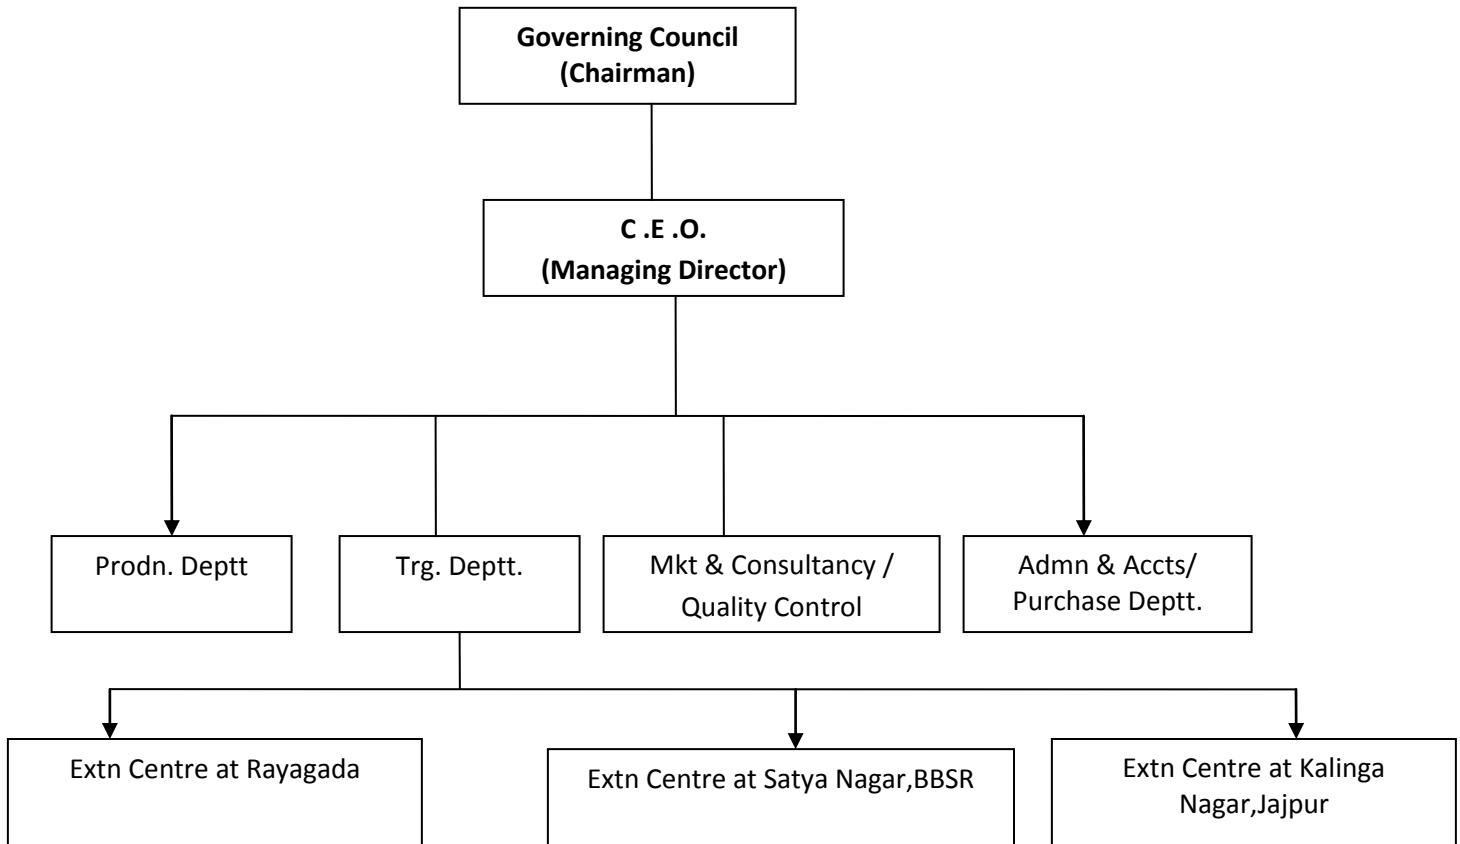 Governing Council
(Chairman)
C .E .O.
(Managing Director)
Prodn. Deptt
Trg. Deptt.
Mkt & Consultancy /
Quality Control
Admn & Accts/
Purchase Deptt.
Extn Centre at Rayagada
Extn Centre at Satya Nagar,BBSR
Extn Centre at Kalinga
Nagar,Jajpur